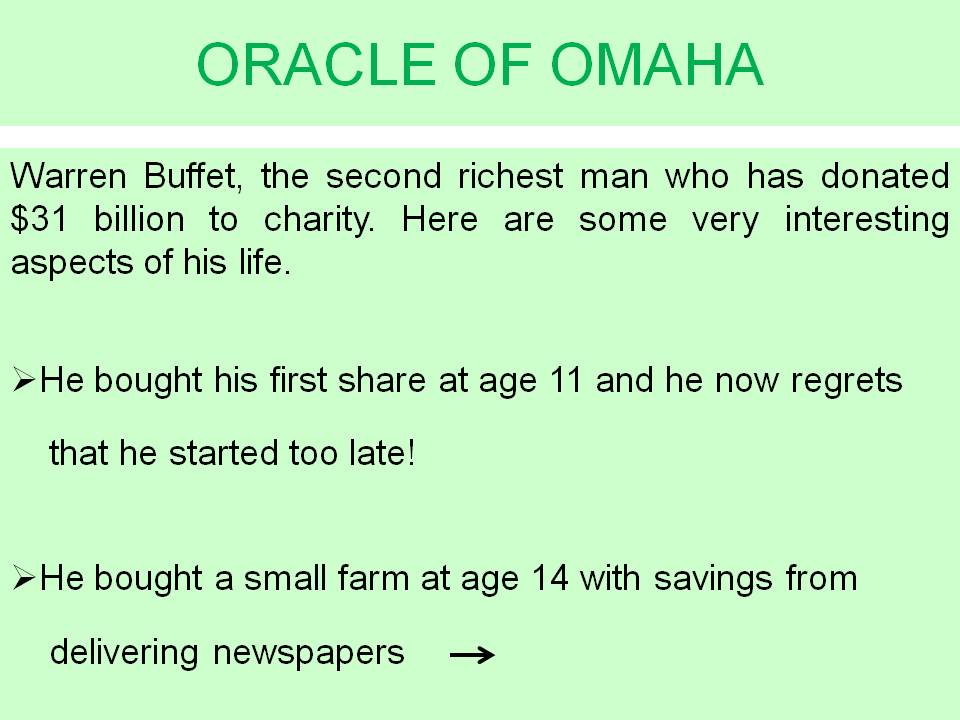 ORACLE OF OMAHA
Warren Buffet, the second richest man who has donated
$31 billion to charity. Here are some very interesting
aspects of his life.
➢He bought his first share at age 11 and he now regrets
that he started too late!
➢He bought a small farm at age 14 with savings from
delivering newspapers →